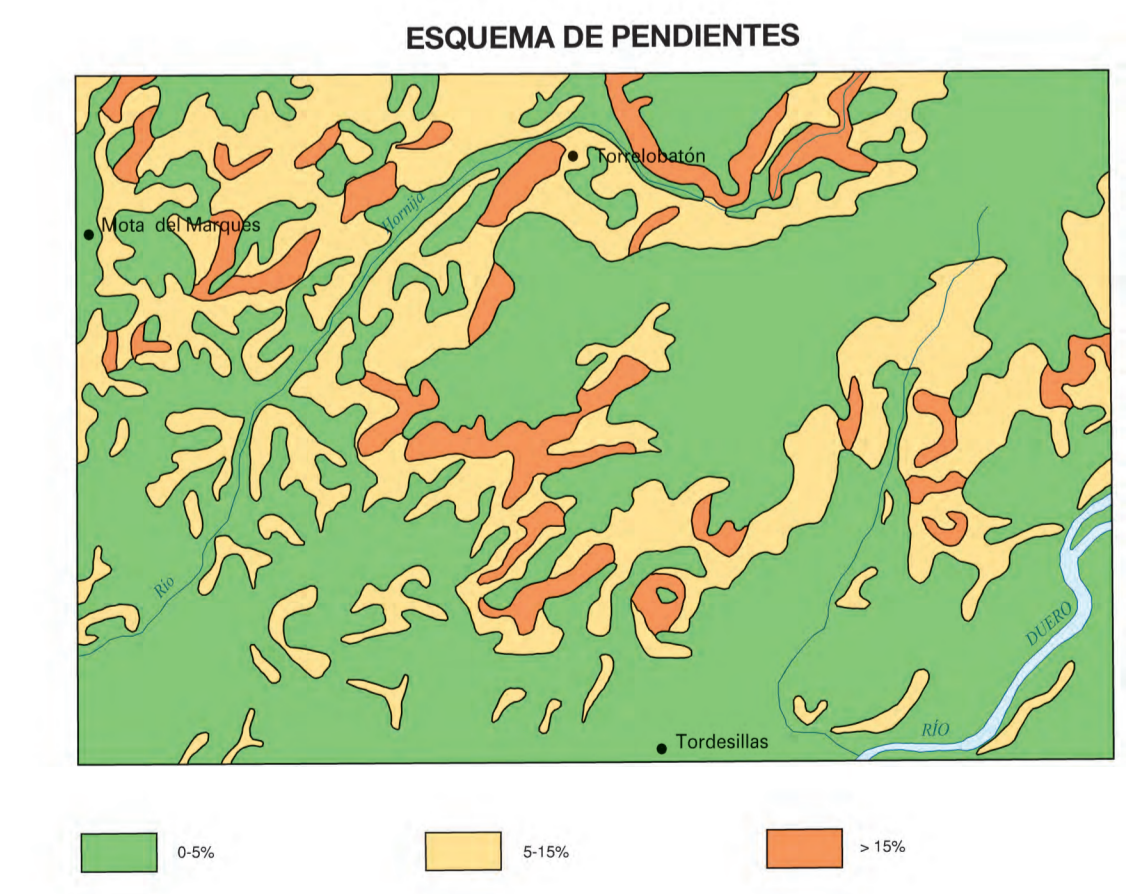 ESQUEMA DE PENDIENTES
Torrelobatón
Hornija
Mota del Marqués
Río
DUERO
RÍO
Tordesillas
0-5%
5-15%
> 15%